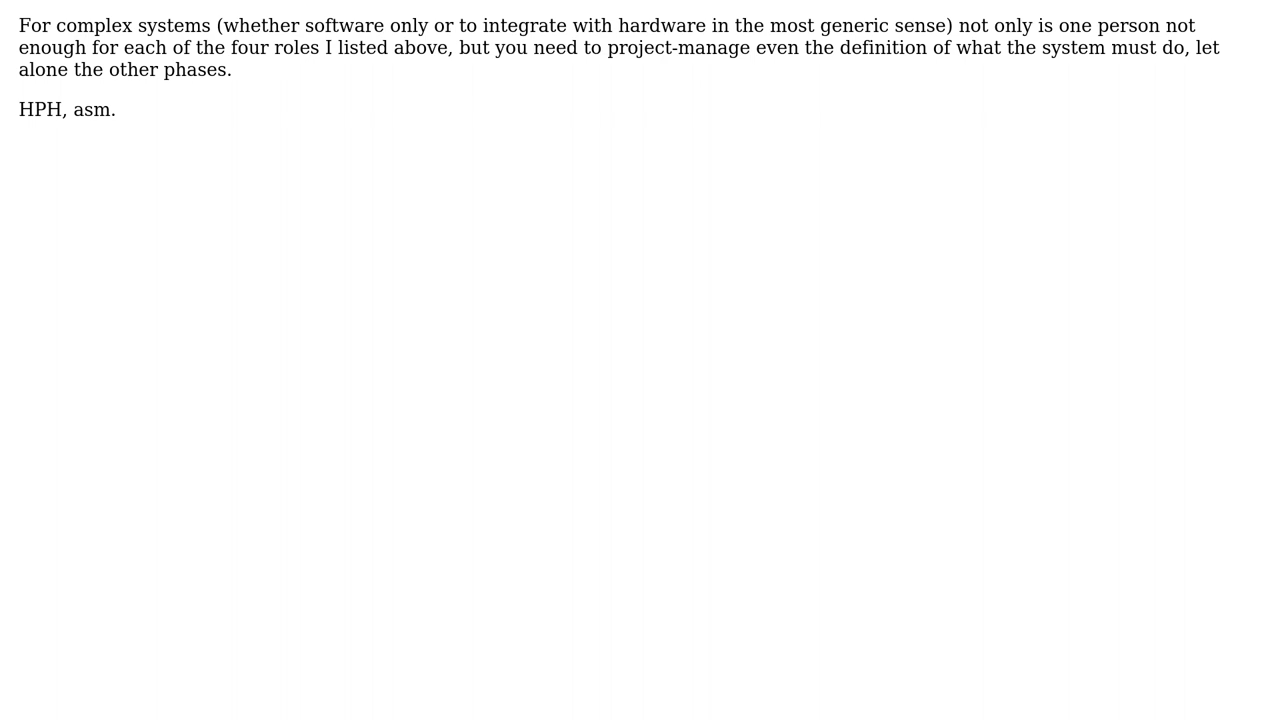 For complex systems (whether software only or to integrate with hardware in the most generic sense) not only is one person not
enough for each of the four roles I listed above, but you need to project-manage even the definition of what the system must do, let
alone the other phases.
HPH, asm.